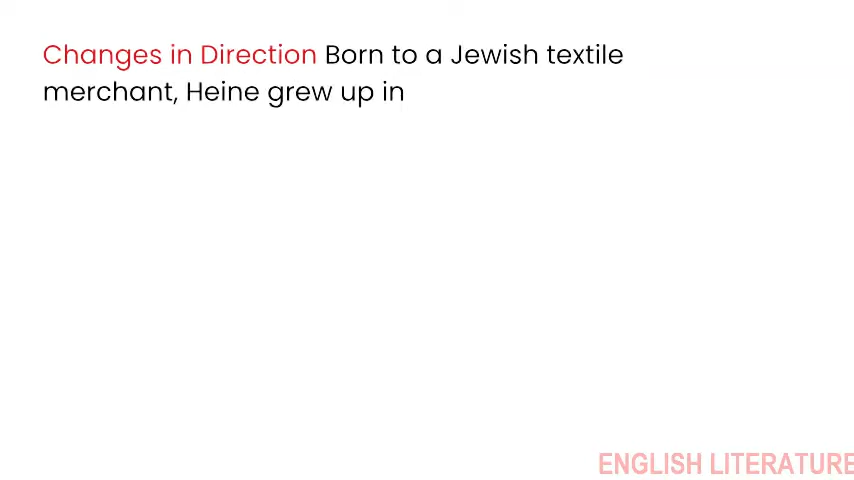 Changes in Direction Born to a Jewish textile
merchant, Heine grew up in
ENGLISH LITERATURE